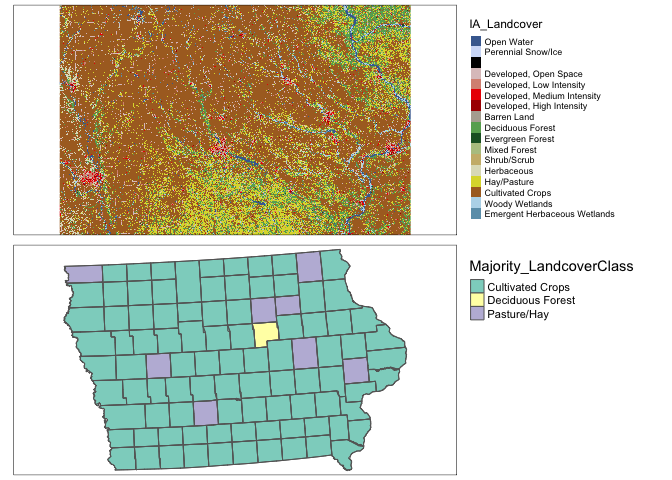 IA_Landcover
Open Water
Perennial Snow/Ice
Developed, Open Space
Developed, Low Intensity
Developed, Medium Intensity
Developed, High Intensity
Barren Land
Deciduous Forest
Evergreen Forest
Mixed Forest
Shrub/Scrub
Herbaceous
Hay/Pasture
Cultivated Crops
Woody Wetlands
Emergent Herbaceous Wetlands
Majority_LandcoverClass
Cultivated Crops
Deciduous Forest
Pasture/Hay